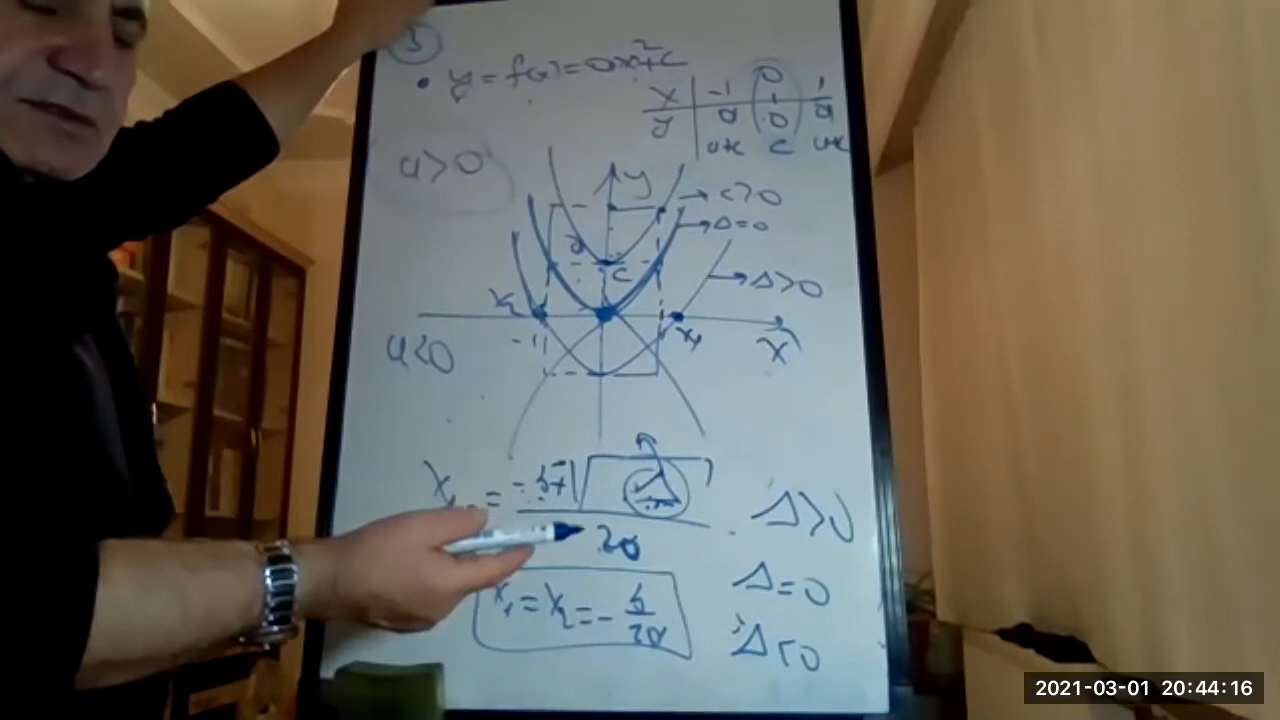 3
• y = f(x) = ax²+c
x | -1 | 0 | 1
y | a | 0 | a
a+c c a+c
a>0
y
→ c>0
→ Δ=0
c
→ Δ>0
x₂
-1
x₁
x
a<0
= -b∓√Δ
2a
Δ>0
x₁ = x₂ = - b/2a
Δ=0
Δ<0
2021-03-01 20:44:16